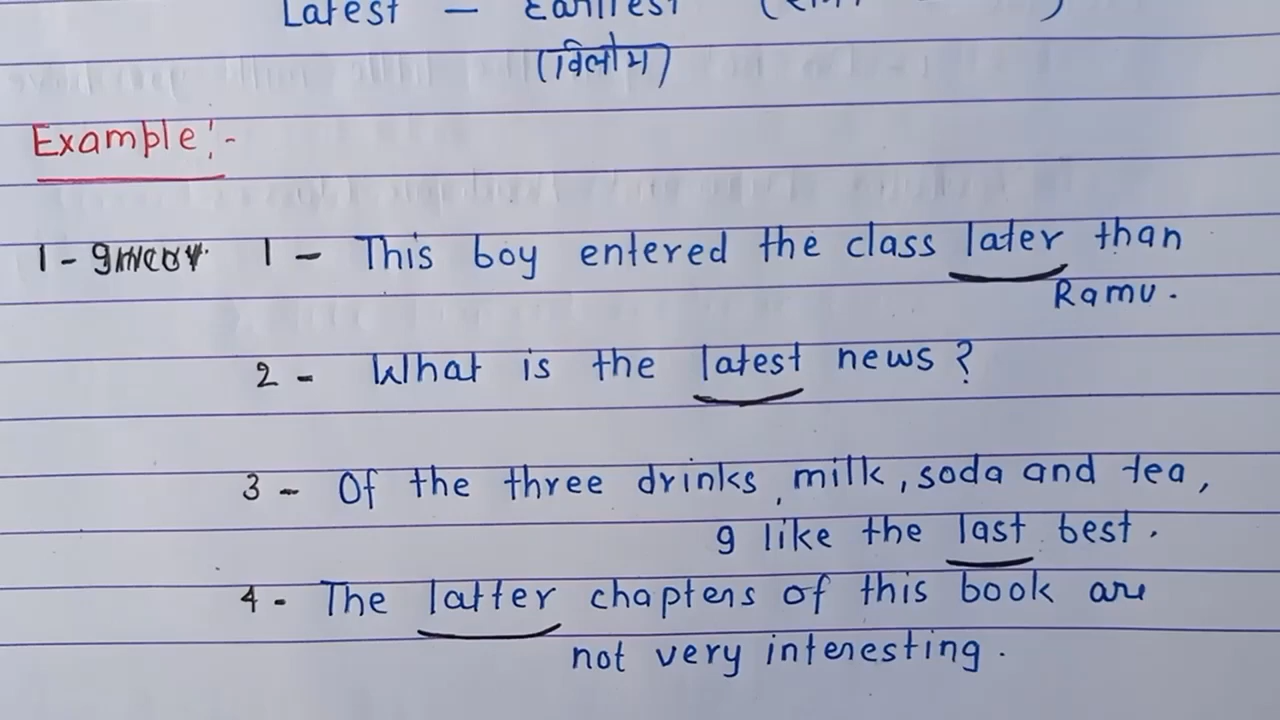 Latest – Earliest (
(विलोम)
Example:-
1 - 1 - This boy entered the class later than
Ramu.
2 - What is the latest news?
3 - Of the three drinks, milk, soda and tea,
I like the last best.
4 - The latter chapters of this book are
not very interesting.